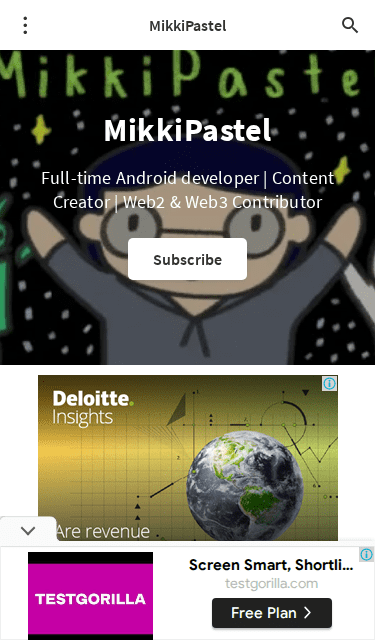 MikkiPastel
MikkiPaste
MikkiPastel
Full-time Android developer | Content
Creator | Web2 & Web3 Contributor
Subscribe
Deloitte.
Insights
Are revenue
TESTGORILLA
Screen Smart, Shortli...
testgorilla.com
Free Plan